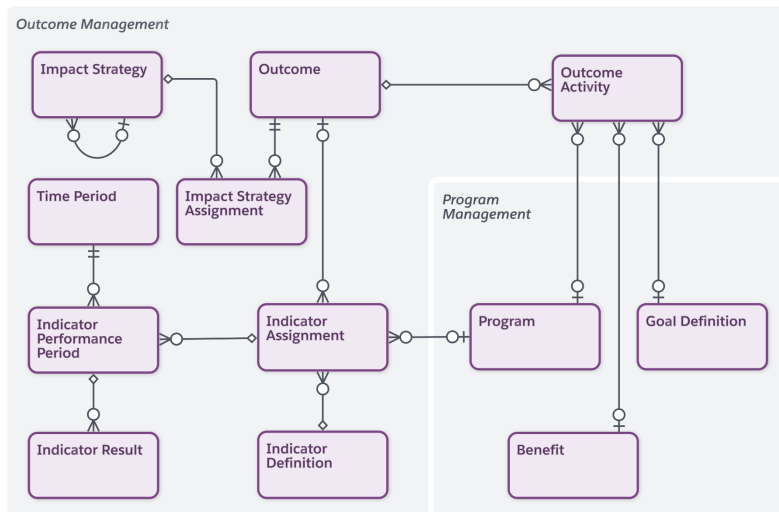 Outcome Management
Impact Strategy
Outcome
Outcome
Activity
Time Period
Impact Strategy
Assignment
Program
Management
Indicator
Performance
Period
Indicator
Assignment
Program
Goal Definition
Indicator Result
Indicator
Definition
Benefit